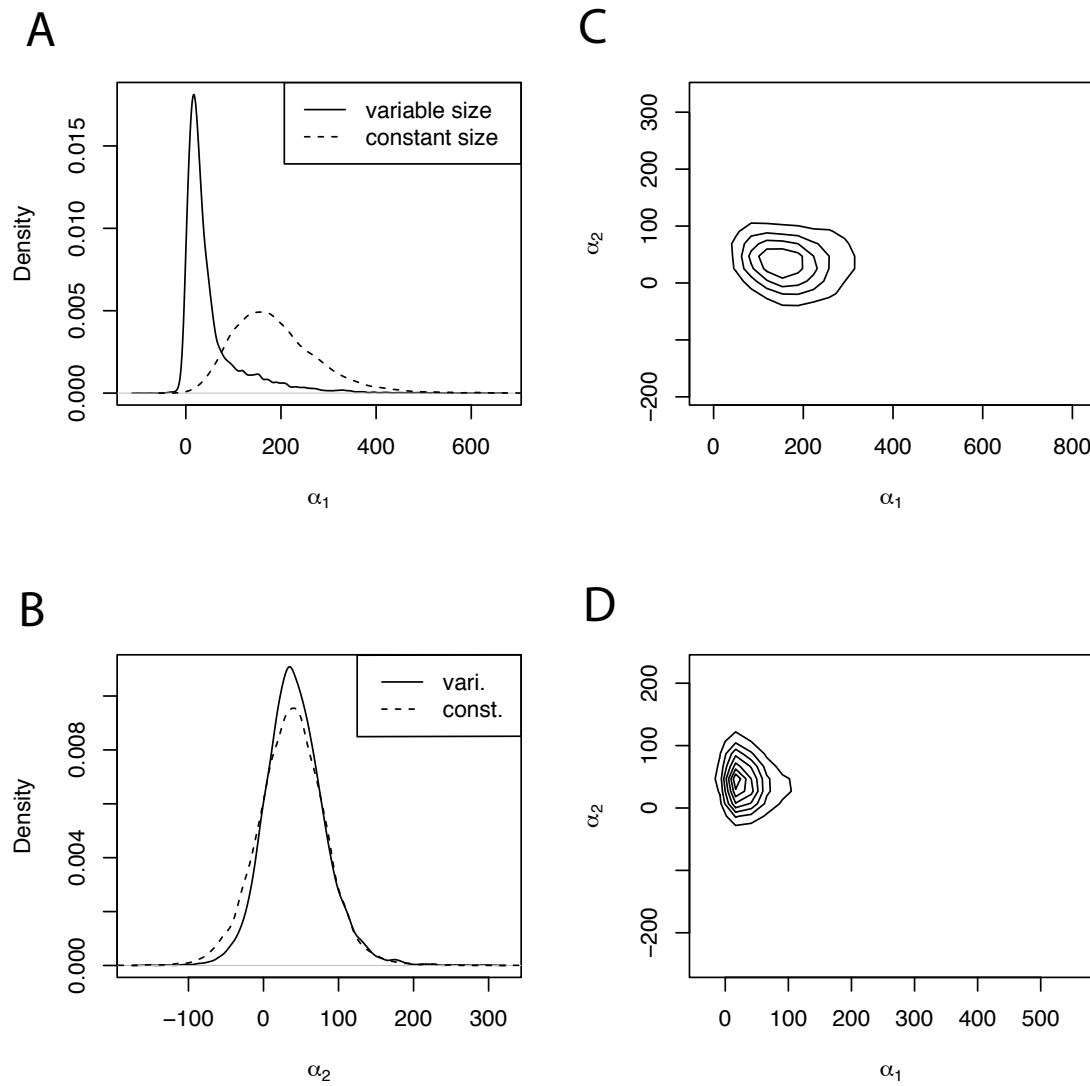 A
variable size
constant size
Density
0.000 0.005 0.010 0.015
0 200 400 600
α1
C
α2
−200 0 100 200 300
0 200 400 600 800
α1
B
vari.
const.
Density
0.000 0.004 0.008
−100 0 100 200 300
α2
D
α2
−200 0 100 200
0 100 200 300 400 500
α1